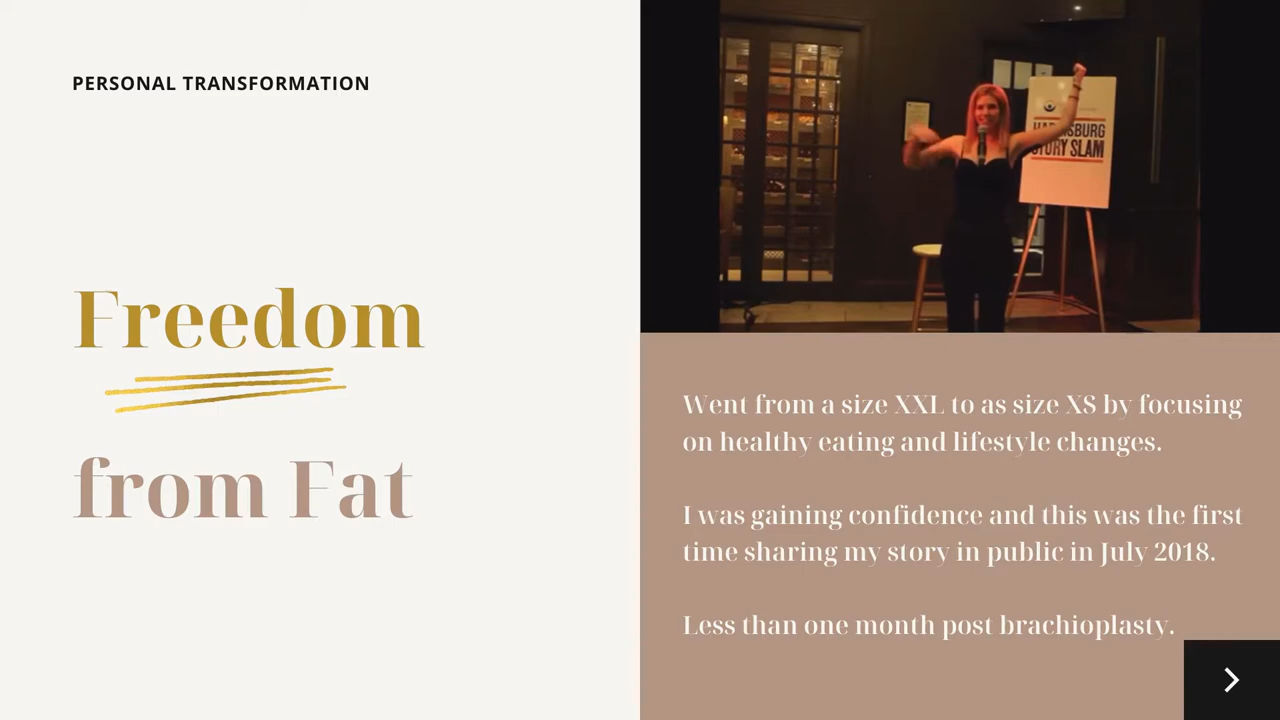 PERSONAL TRANSFORMATION
Freedom
from Fat
HARRISBURG
STORY SLAM
Went from a size XXL to as size XS by focusing
on healthy eating and lifestyle changes.
I was gaining confidence and this was the first
time sharing my story in public in July 2018.
Less than one month post brachioplasty.